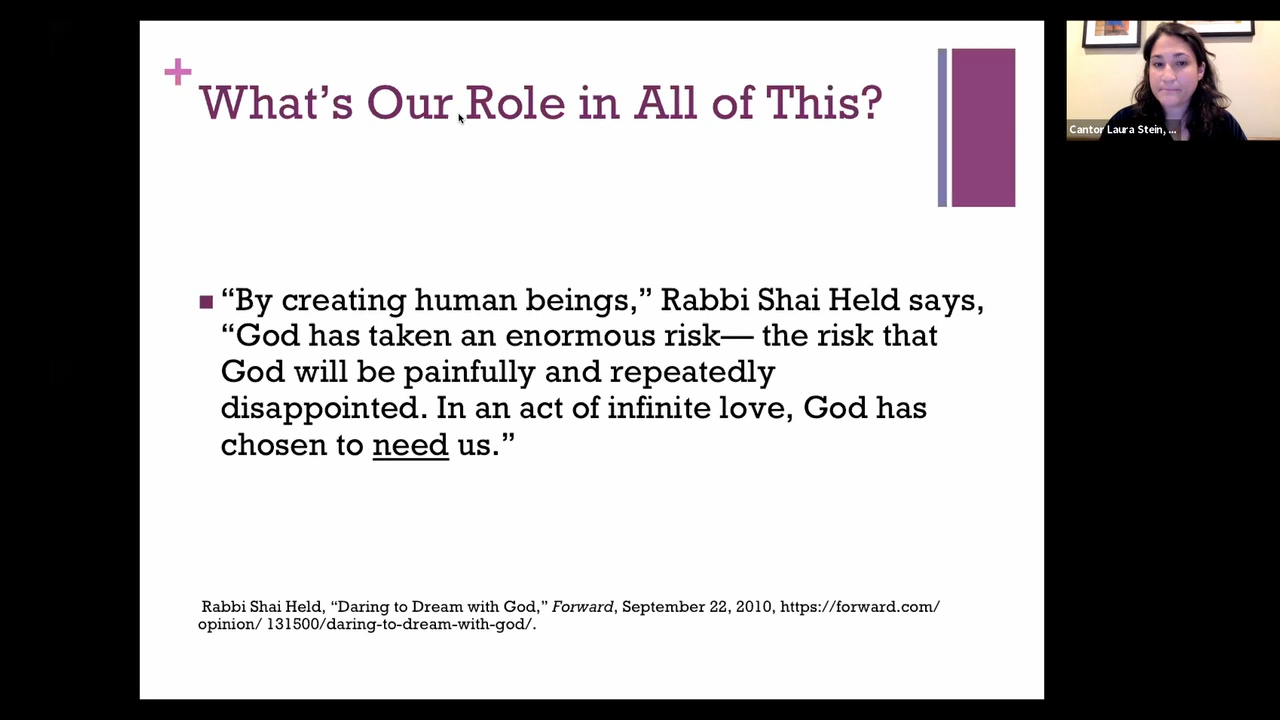 What’s Our Role in All of This?
“By creating human beings,” Rabbi Shai Held says,
“God has taken an enormous risk— the risk that
God will be painfully and repeatedly
disappointed. In an act of infinite love, God has
chosen to need us.”
Rabbi Shai Held, “Daring to Dream with God,” Forward, September 22, 2010, https://forward.com/
opinion/ 131500/daring-to-dream-with-god/.
Cantor Laura Stein, ...